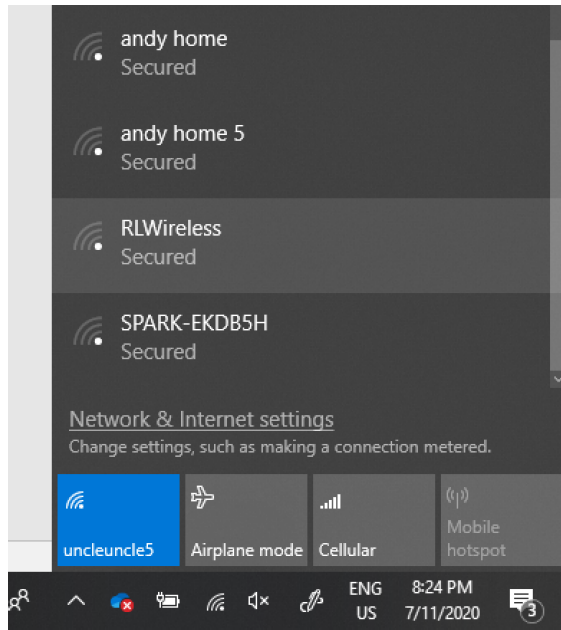 andy home
Secured
andy home 5
Secured
RLWireless
Secured
SPARK-EKDB5H
Secured
Network & Internet settings
Change settings, such as making a connection metered.
uncleuncle5
Airplane mode
Cellular
Mobile
hotspot
ENG
US
8:24 PM
7/11/2020
3